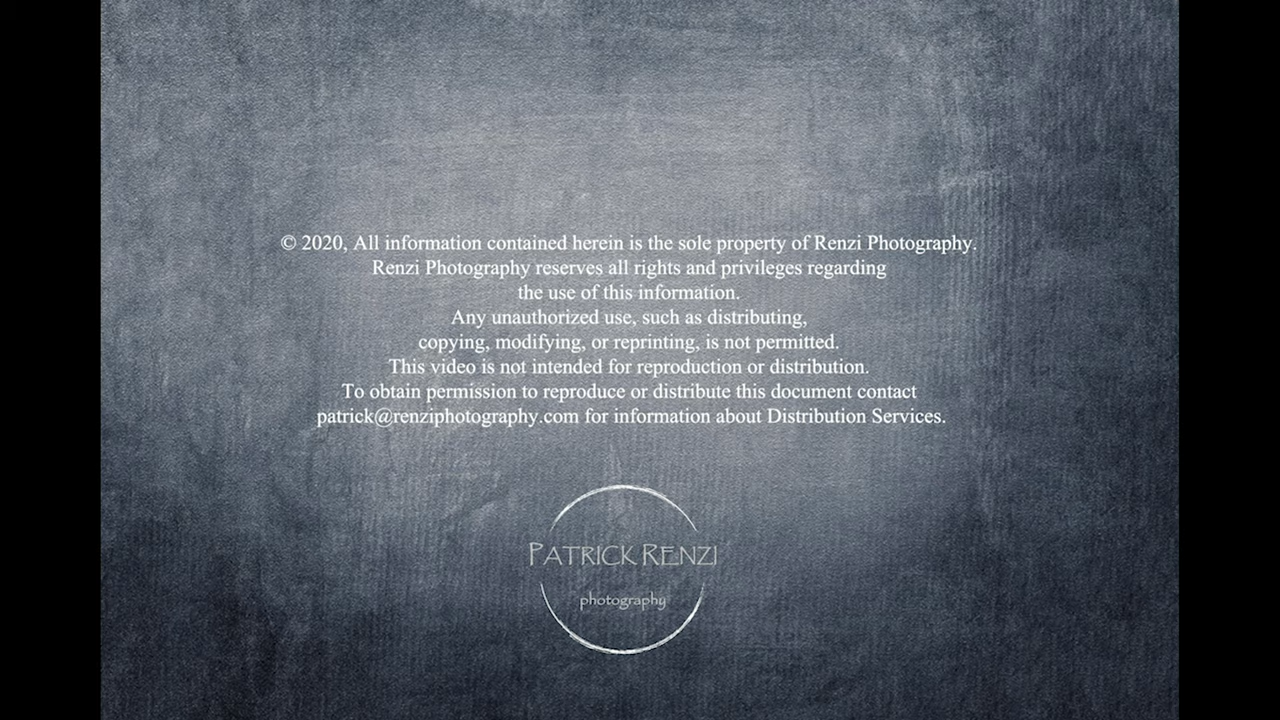 © 2020, All information contained herein is the sole property of Renzi Photography.
Renzi Photography reserves all rights and privileges regarding
the use of this information.
Any unauthorized use, such as distributing,
copying, modifying, or reprinting, is not permitted.
This video is not intended for reproduction or distribution.
To obtain permission to reproduce or distribute this document contact
patrick@renziphotography.com for information about Distribution Services.
PATRICK RENZI
photography